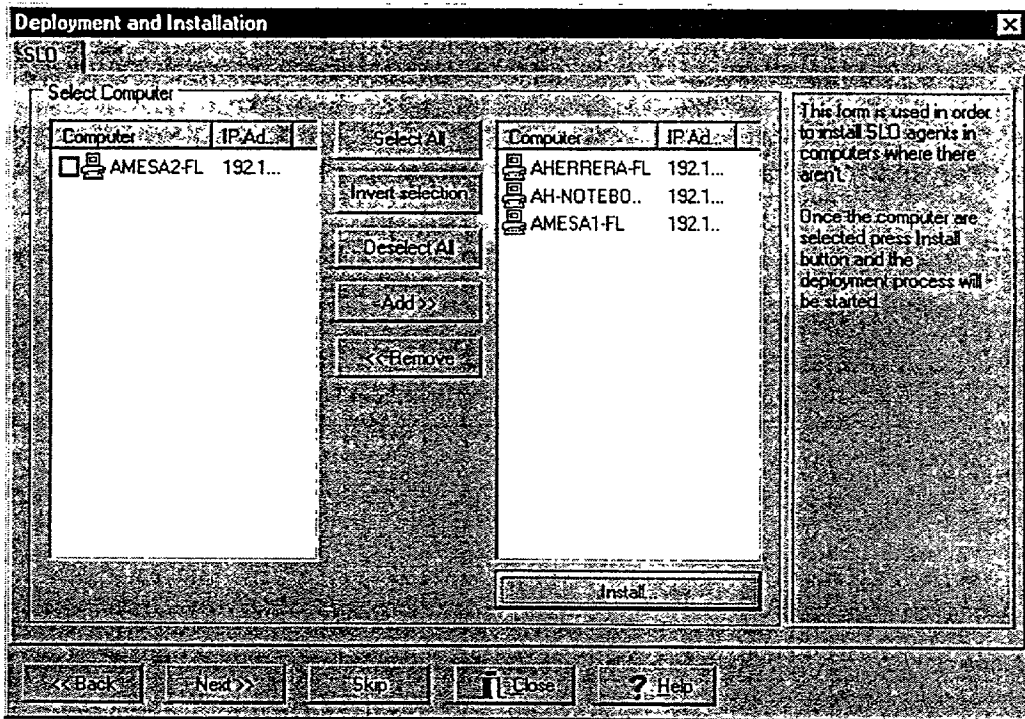 Deployment and Installation
SLO
Select Computer
Computer IP Ad...
AMESA2-FL 192.1...
Select All
Invert selection
Deselect All
Add >>
<< Remove
Computer IP Ad...
AHERRERA-FL 192.1...
AH-NOTEBO.. 192.1...
AMESA1-FL 192.1..
Install...
This form is used in order
to install SLO agents in
computers where there
aren't.
Once the computer are
selected press Install
button and the
deployment process will
be started.
<< Back
Next >>
Skip
Close
? Help